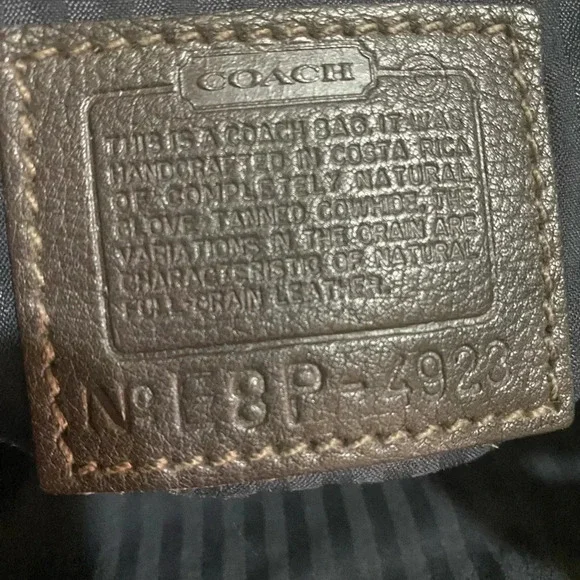 COACH
THIS IS A COACH BAG. IT WAS
HANDCRAFTED IN COSTA RICA
OF COMPLETELY NATURAL
GLOVE TANNED COWHIDE. THE
VARIATIONS IN THE GRAIN ARE
CHARACTERISTIC OF NATURAL
FULL-GRAIN LEATHER.
Nº E8P-4923